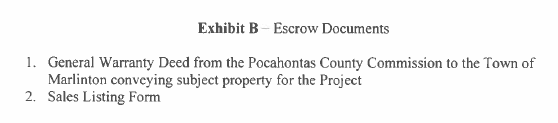 Exhibit B – Escrow Documents
1. General Warranty Deed from the Pocahontas County Commission to the Town of
Marlinton conveying subject property for the Project
2. Sales Listing Form